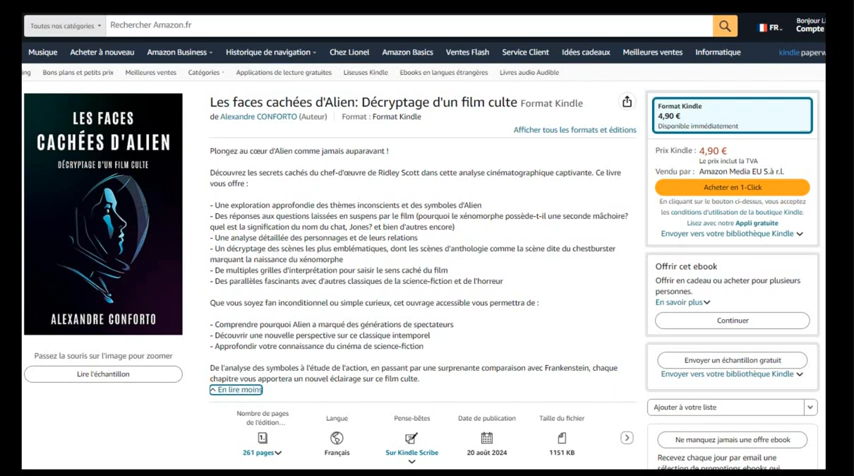 Toutes nos catégories
Rechercher Amazon.fr
FR
Bonjour Li
Compte
Musique
Acheter à nouveau
Amazon Business
Historique de navigation
Chez Lionel
Amazon Basics
Ventes Flash
Service Client
Idées cadeaux
Meilleures ventes
Informatique
kindle paperw
ing
Bons plans et petits prix
Meilleures ventes
Catégories
Applications de lecture gratuites
Liseuses Kindle
Ebooks en langues étrangères
Livres audio Audible
LES FACES
CACHÉES D'ALIEN
DÉCRYPTAGE D'UN FILM CULTE
ALEXANDRE CONFORTO
Passez la souris sur l'image pour zoomer
Lire l'échantillon
Les faces cachées d'Alien: Décryptage d'un film culte Format Kindle
de Alexandre CONFORTO (Auteur) Format : Format Kindle
Afficher tous les formats et éditions
Plongez au cœur d'Alien comme jamais auparavant !
Découvrez les secrets cachés du chef-d'œuvre de Ridley Scott dans cette analyse cinématographique captivante. Ce livre
vous offre :
- Une exploration approfondie des thèmes inconscients et des symboles d'Alien
- Des réponses aux questions laissées en suspens par le film (pourquoi le xénomorphe possède-t-il une seconde mâchoire?
quel est la signification du nom du chat, Jones? et bien d'autres encore)
- Une analyse détaillée des personnages et de leurs relations
- Un décryptage des scènes les plus emblématiques, dont les scènes d'anthologie comme la scène dite du chestburster
marquant la naissance du xénomorphe
- De multiples grilles d'interprétation pour saisir le sens caché du film
- Des parallèles fascinants avec d'autres classiques de la science-fiction et de l'horreur
Que vous soyez fan inconditionnel ou simple curieux, cet ouvrage accessible vous permettra de :
- Comprendre pourquoi Alien a marqué des générations de spectateurs
- Découvrir une nouvelle perspective sur ce classique intemporel
- Approfondir votre connaissance du cinéma de science-fiction
De l'analyse des symboles à l'étude de l'action, en passant par une surprenante comparaison avec Frankenstein, chaque
chapitre vous apportera un nouvel éclairage sur ce film culte.
En lire moins
Nombre de pages
de l'édition...
261 pages
Langue
Français
Pense-bêtes
Sur Kindle Scribe
Date de publication
20 août 2024
Taille du fichier
1151 KB
Format Kindle
4,90 €
Disponible immédiatement
Prix Kindle : 4,90 €
Le prix inclut la TVA
Vendu par : Amazon Media EU S.à r.l.
Acheter en 1-Click
En cliquant sur le bouton ci-dessus, vous acceptez
les conditions d'utilisation de la boutique Kindle.
Lisez avec notre Appli gratuite
Envoyer vers votre bibliothèque Kindle
Offrir cet ebook
Offrir en cadeau ou acheter pour plusieurs
personnes.
En savoir plus
Continuer
Envoyer un échantillon gratuit
Envoyer vers votre bibliothèque Kindle
Ajouter à votre liste
Ne manquez jamais une offre ebook
Recevez chaque jour par email une
sélection de promotions ebooks